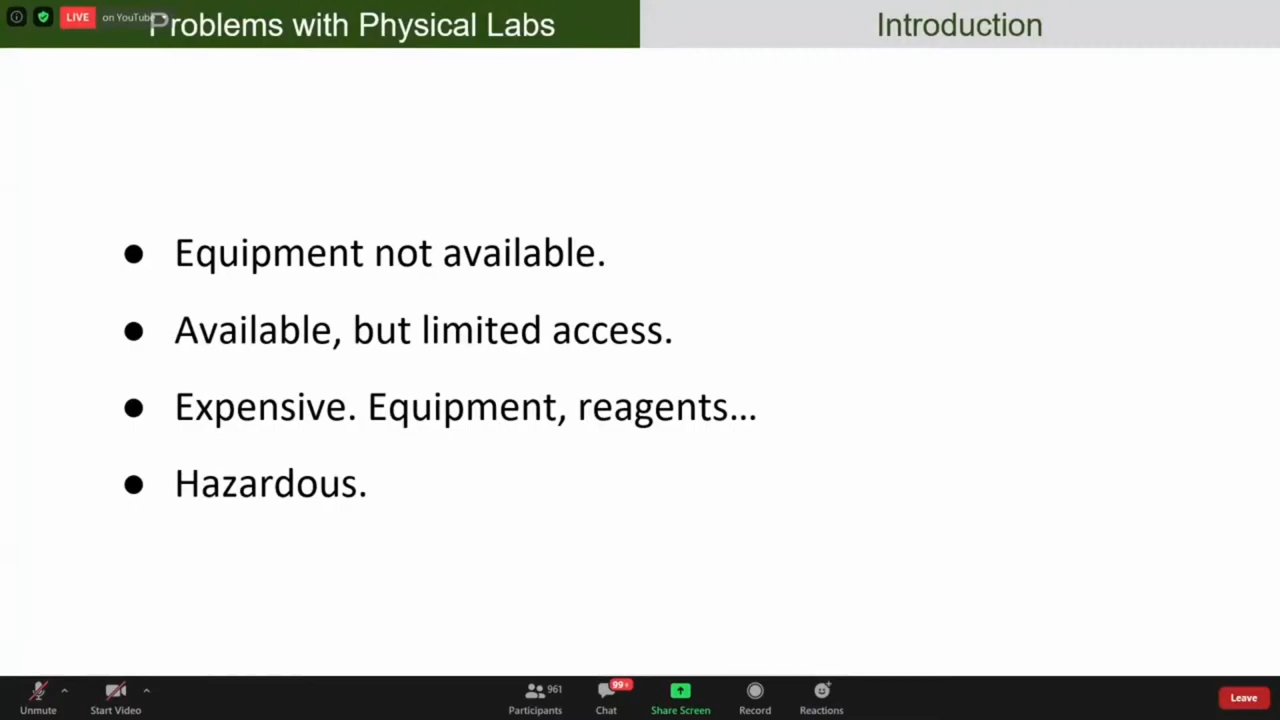 LIVE on YouTube
Problems with Physical Labs
Introduction
● Equipment not available.
● Available, but limited access.
● Expensive. Equipment, reagents...
● Hazardous.
961
99+
Unmute
Start Video
Participants
Chat
Share Screen
Record
Reactions
Leave